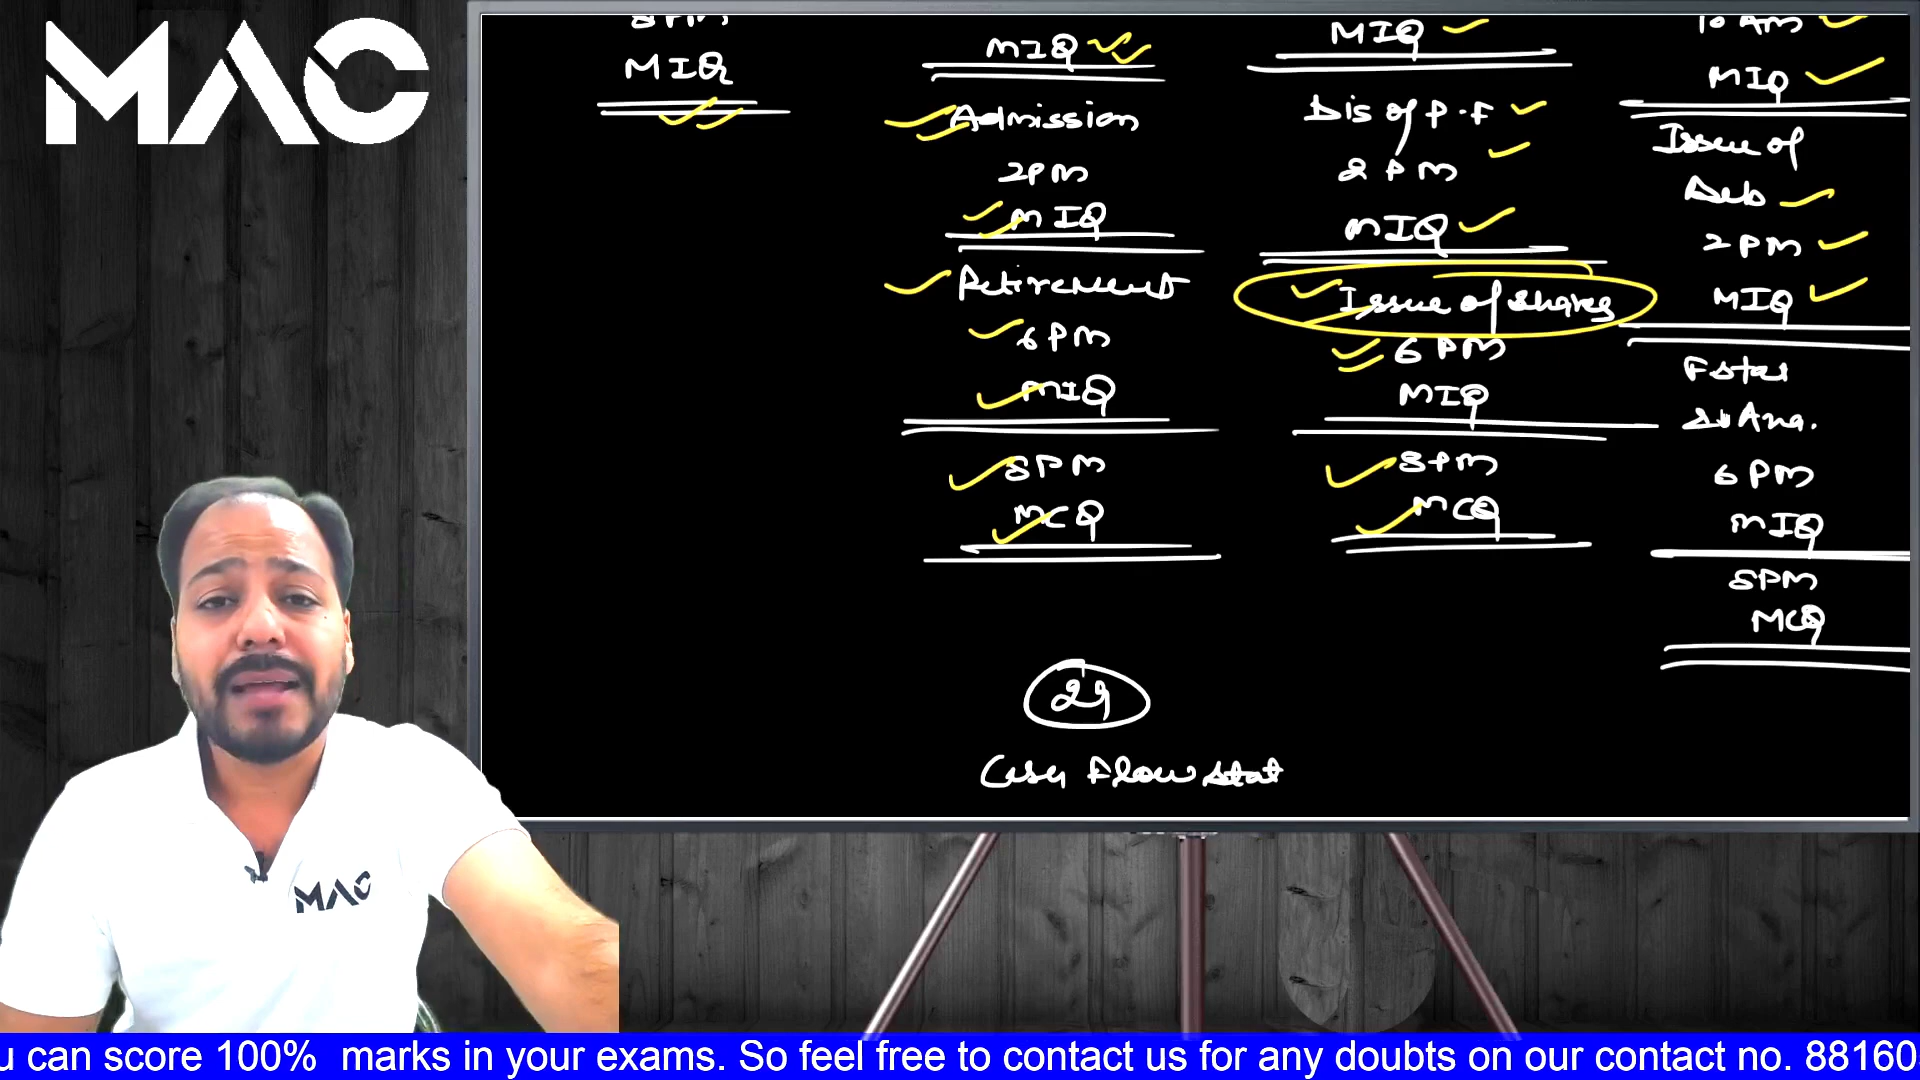 MAC
8PM
MIQ
MIQ
Admission
2PM
MIQ
Retirement
6PM
MIQ
8PM
MCQ
MIQ
Dis of P.F
2PM
MIQ
Issue of shares
6PM
MIQ
8PM
MCQ
10 AM
MIQ
Issue of
Deb
2PM
MIQ
6PM
MIQ
8PM
MCQ
29
Cash Flow stat
MAC
u can score 100% marks in your exams. So feel free to contact us for any doubts on our contact no. 88160